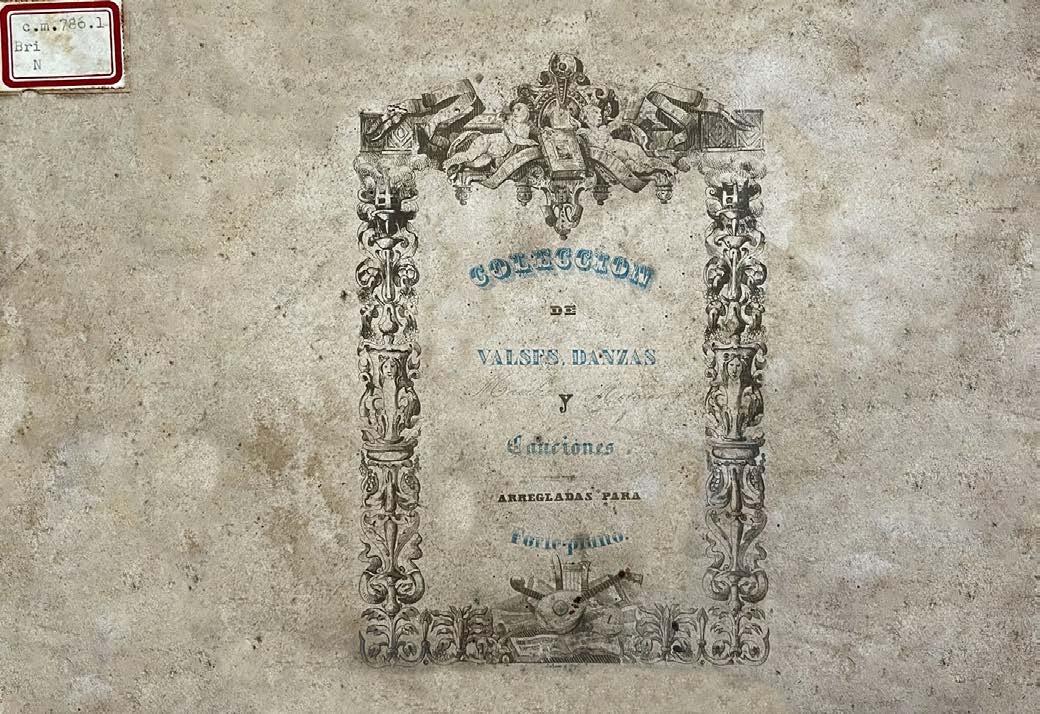 c.m.786.1
Bri
N
COLECCION
DE
VALSES, DANZAS
Y
Canciones.
ARREGLADAS PARA
Forte-piano.